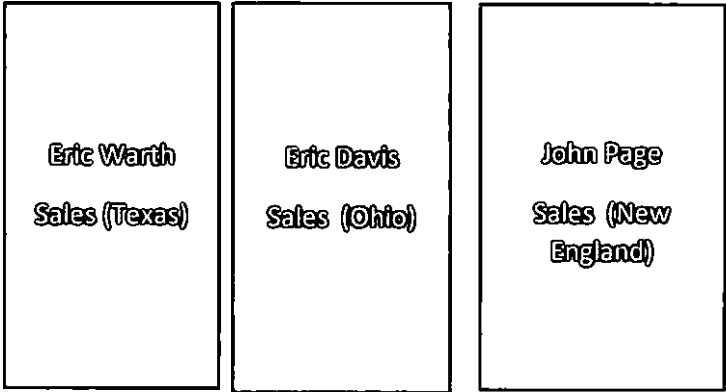 Eric Warth
Sales (Texas)
Eric Davis
Sales (Ohio)
John Page
Sales (New
England)